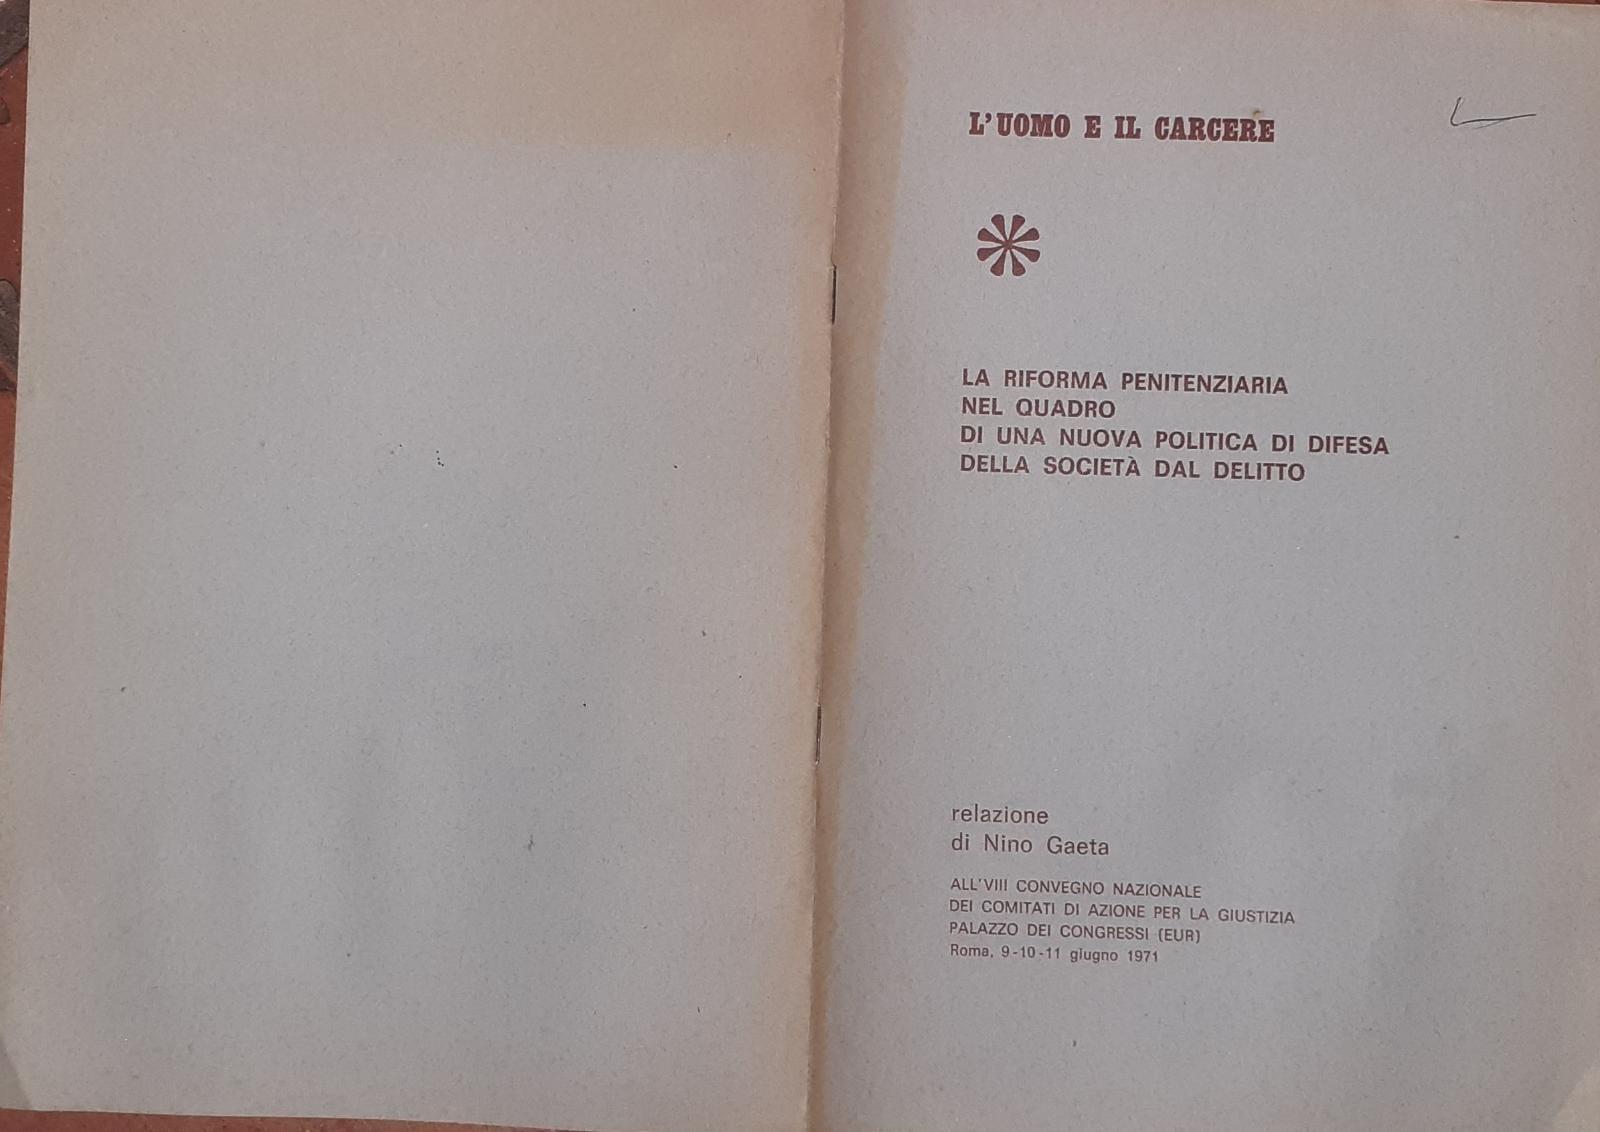 L'UOMO E IL CARCERE
LA RIFORMA PENITENZIARIA
NEL QUADRO
DI UNA NUOVA POLITICA DI DIFESA
DELLA SOCIETÀ DAL DELITTO
relazione
di Nino Gaeta
ALL'VIII CONVEGNO NAZIONALE
DEI COMITATI DI AZIONE PER LA GIUSTIZIA
PALAZZO DEI CONGRESSI (EUR)
Roma, 9-10-11 giugno 1971